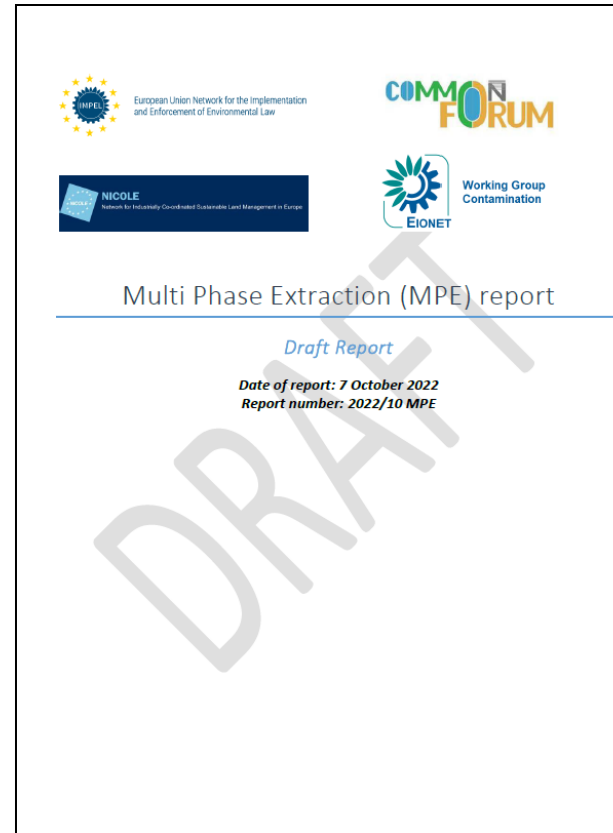 IMPEL
European Union Network for the Implementation
and Enforcement of Environmental Law
COMMON
FORUM
NICOLE
NICOLE
Network for Industrially Co-ordinated Sustainable Land Management in Europe
EIONET
Working Group
Contamination
Multi Phase Extraction (MPE) report
Draft Report
Date of report: 7 October 2022
Report number: 2022/10 MPE
DRAFT